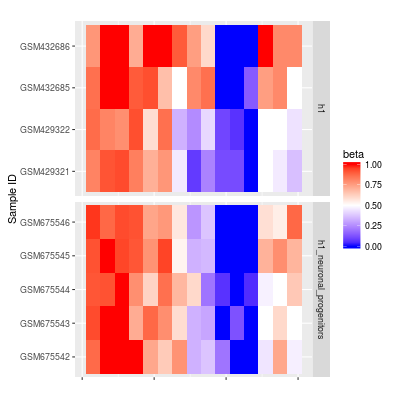 GSM432686
GSM432685
GSM429322
GSM429321
h1
GSM675546
GSM675545
GSM675544
GSM675543
GSM675542
h1_neuronal_progenitors
Sample ID
beta
1.00
0.75
0.50
0.25
0.00